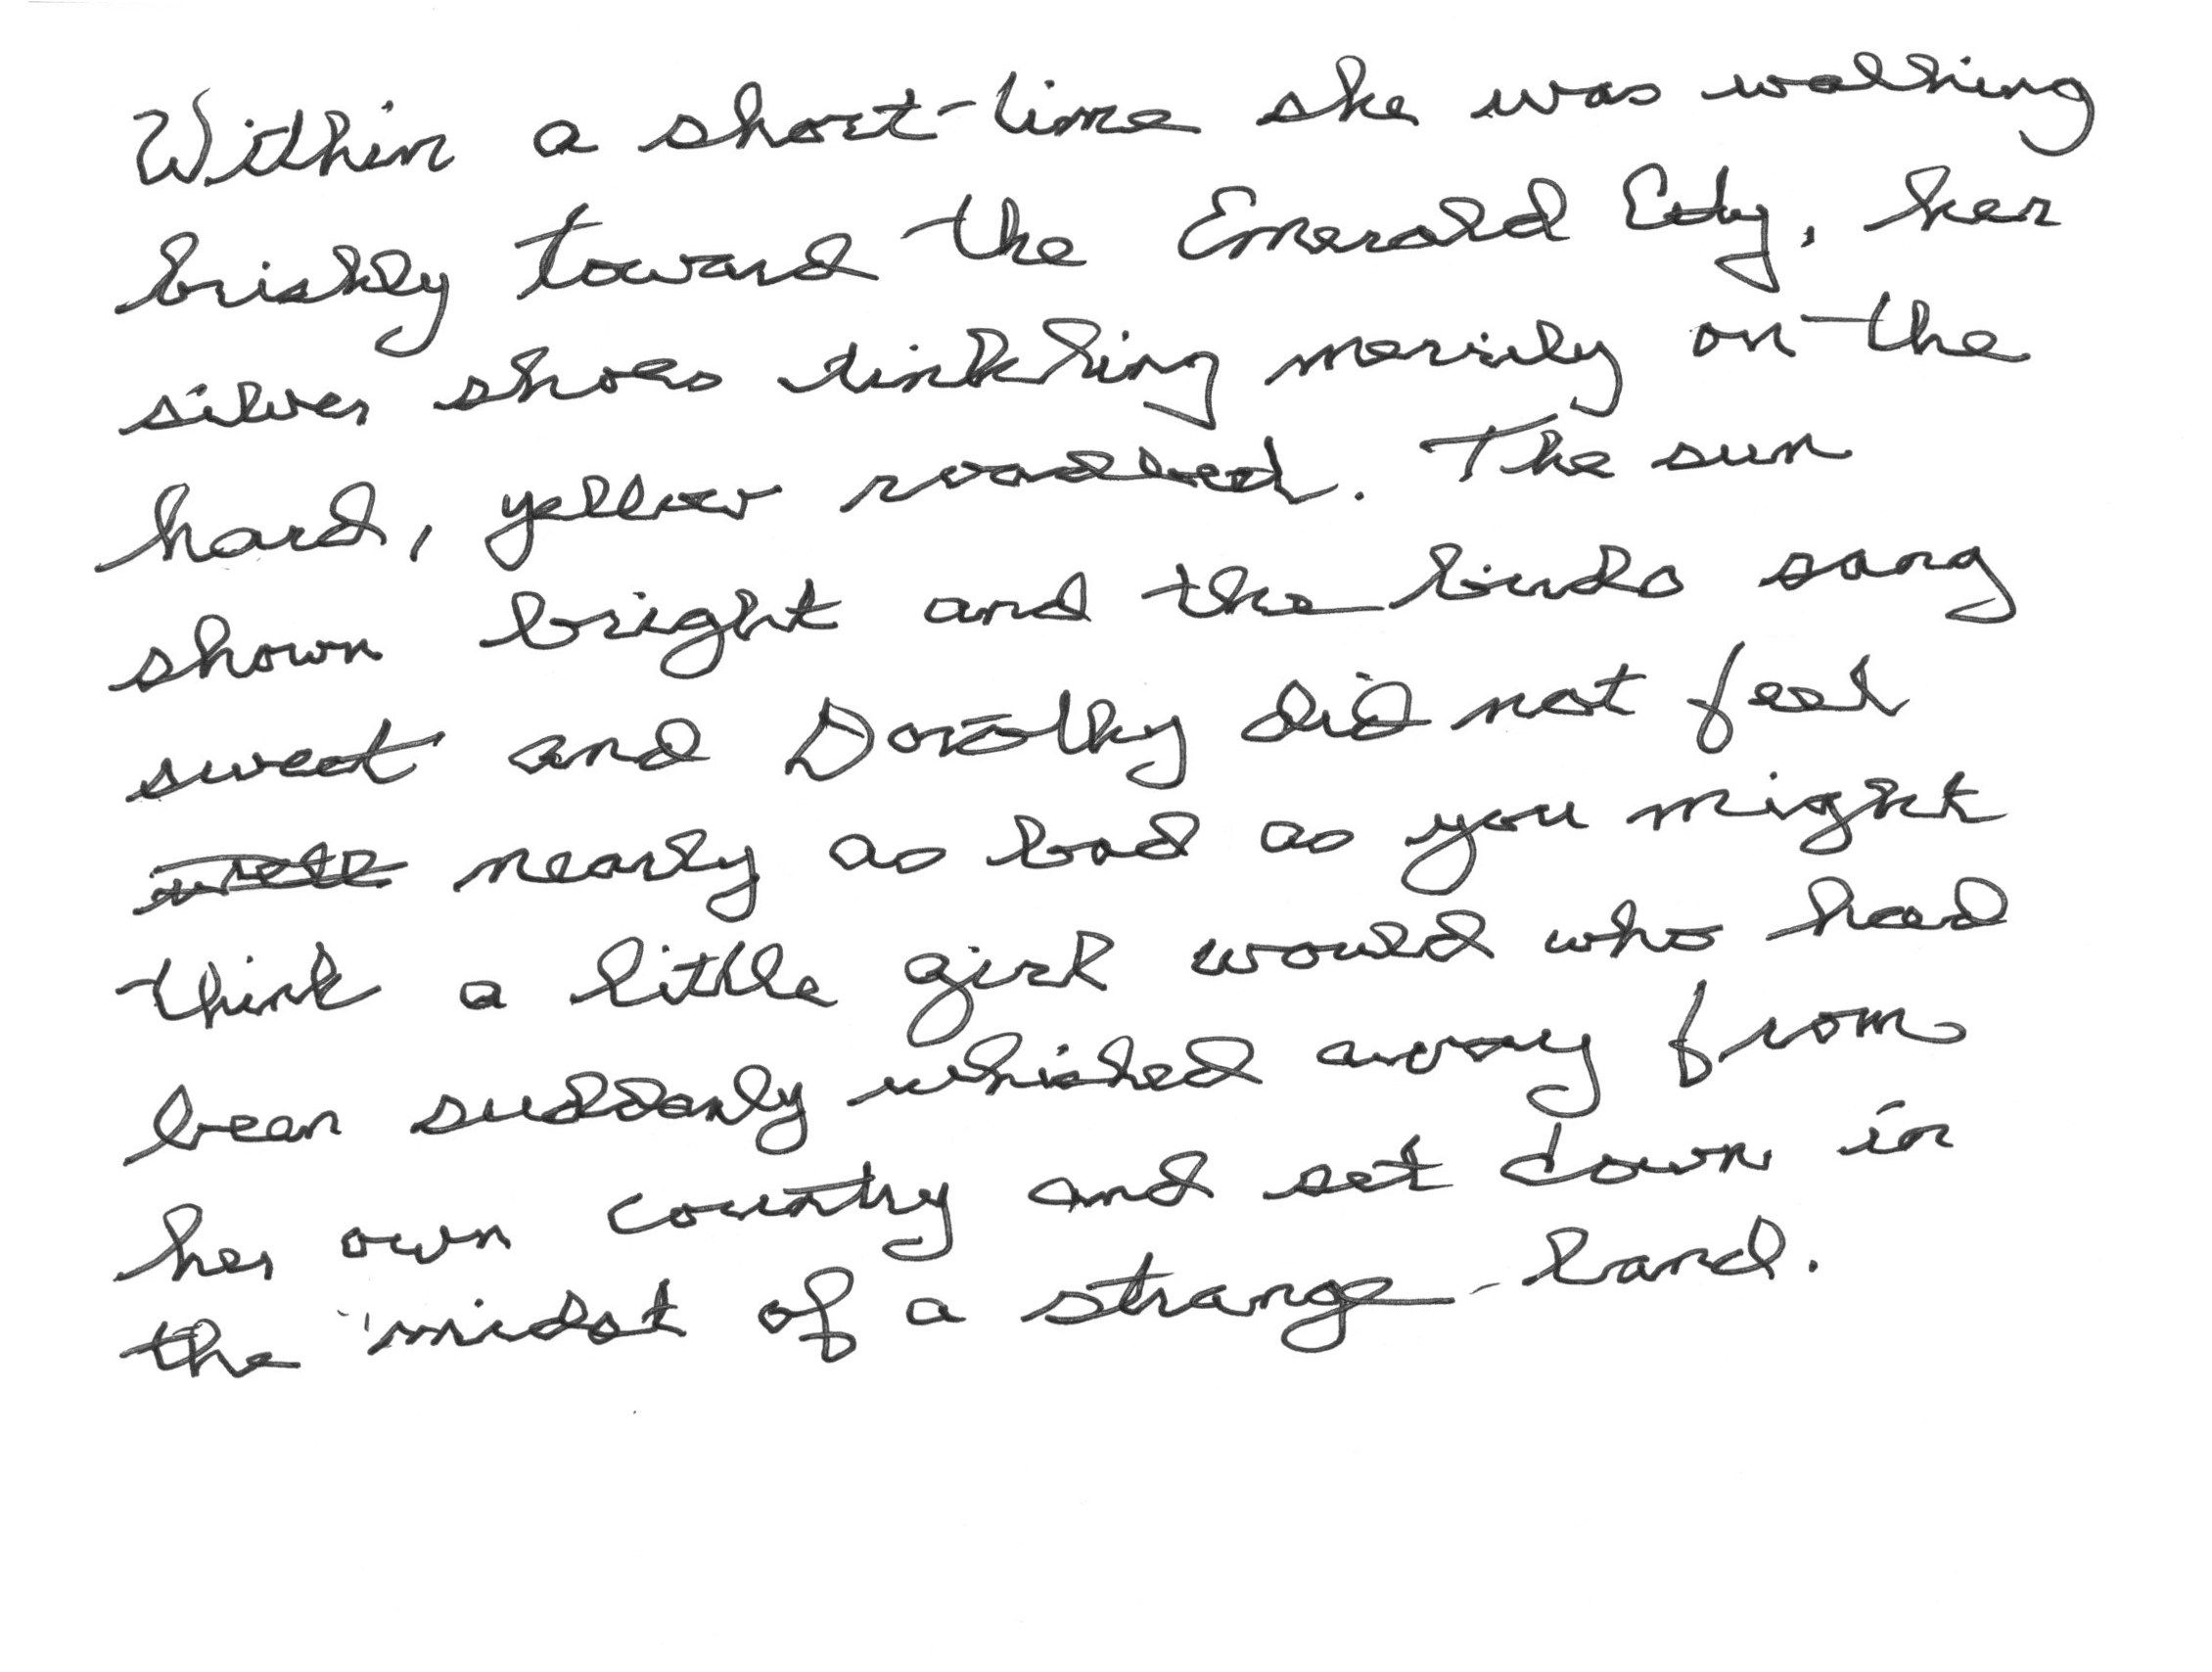 Within a short time she was walking
briskly toward the Emerald City, her
silver shoes tinkling merrily on the
hard, yellow roadbed. The sun
shown bright and the birds sang
sweet and Dorothy did not feel
nearly as bad as you might
think a little girl would who had
been suddenly whisked away from
her own country and set down in
the midst of a strange land.